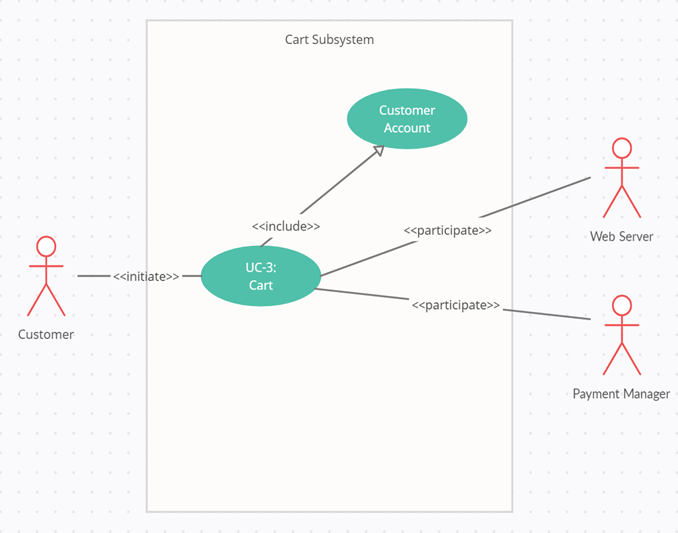 Cart Subsystem
Customer
Account
<<include>>
<<participate>>
Web Server
UC-3:
Cart
<<initiate>>
Customer
<<participate>>
Payment Manager